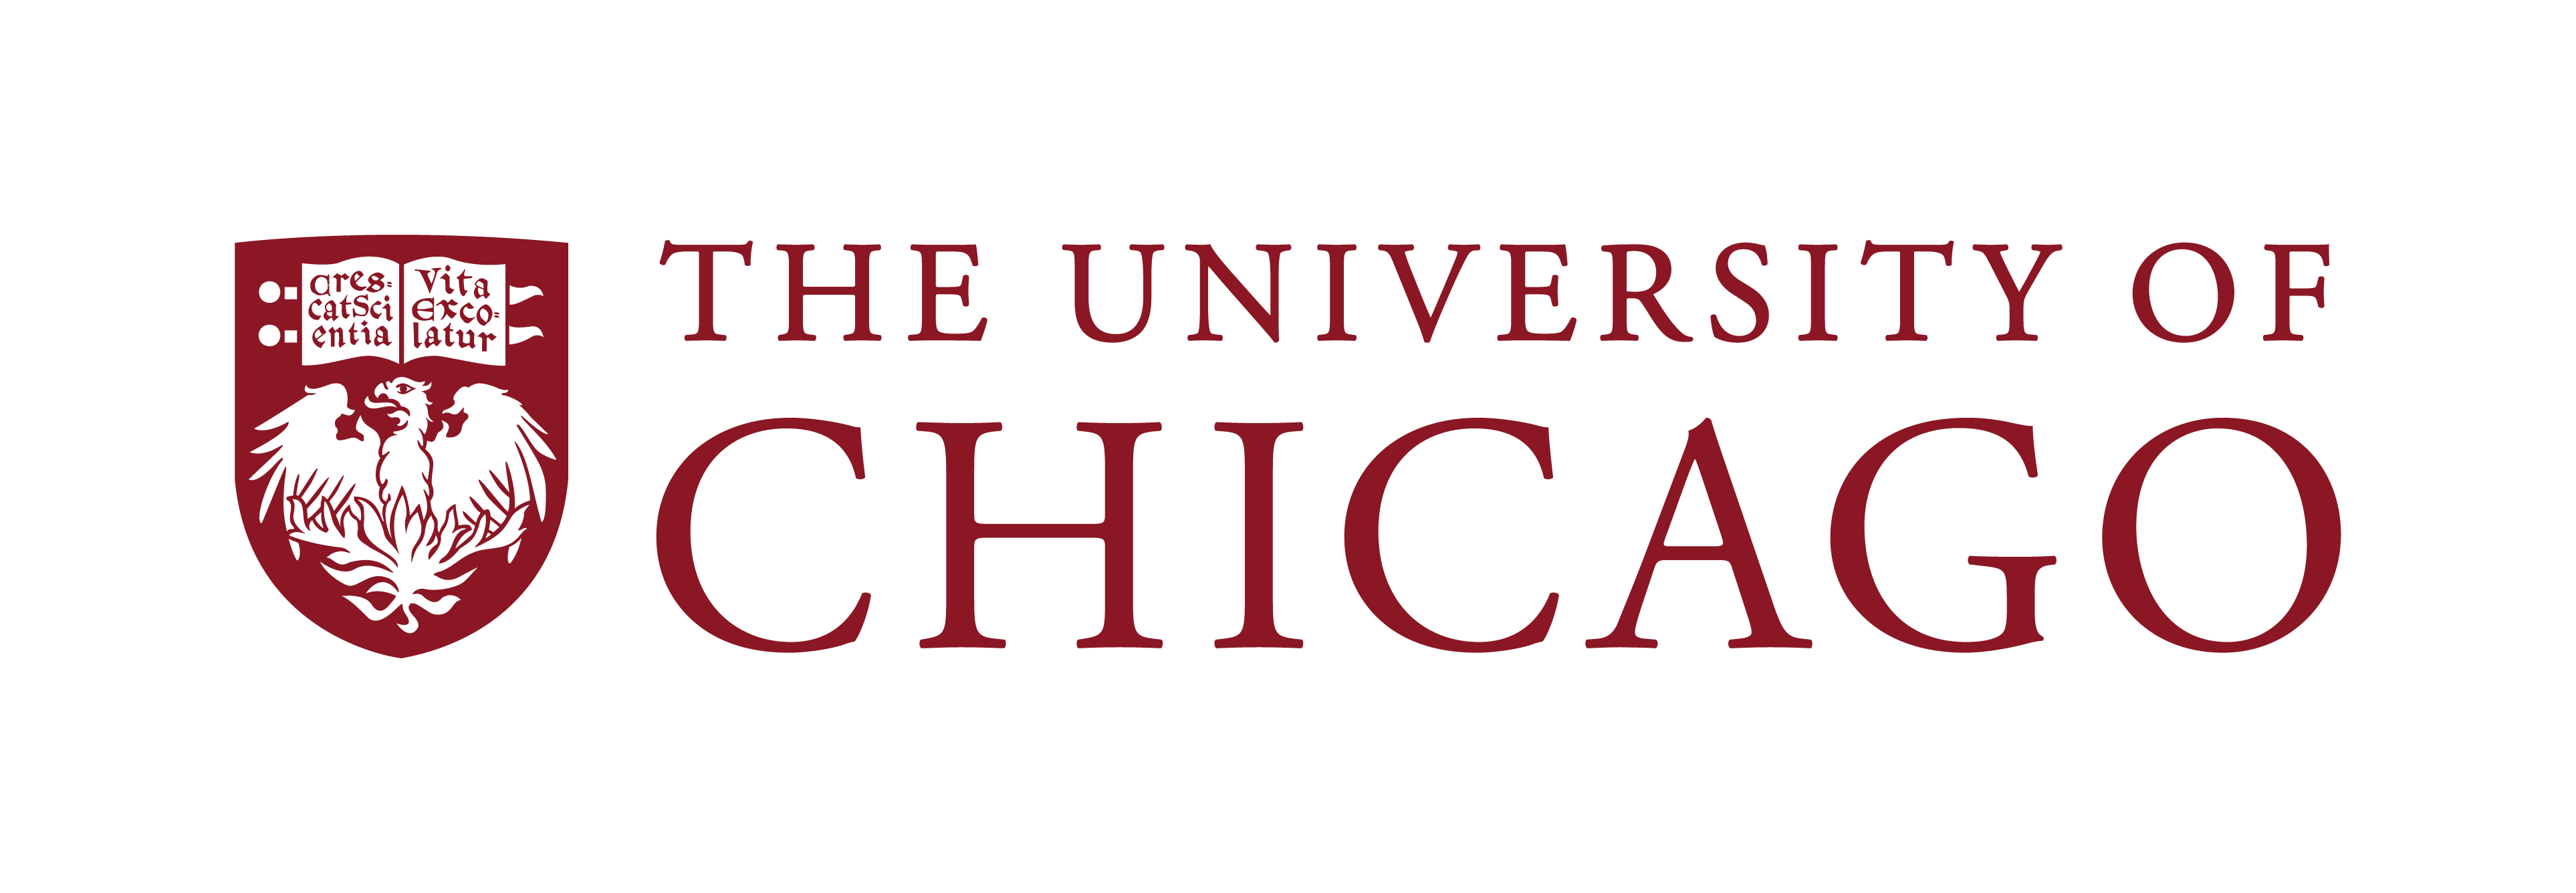 Cres-
catSci
entia
Vita
Exco-
latur
THE UNIVERSITY OF
CHICAGO